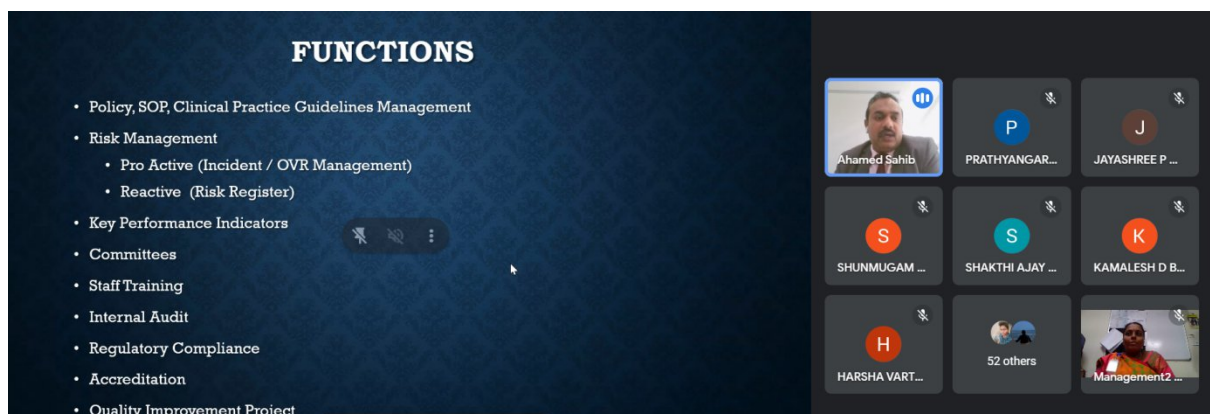 FUNCTIONS
• Policy, SOP, Clinical Practice Guidelines Management
• Risk Management
• Pro Active (Incident / OVR Management)
• Reactive (Risk Register)
• Key Performance Indicators
• Committees
• Staff Training
• Internal Audit
• Regulatory Compliance
• Accreditation
• Quality Improvement Project
Ahamed Sahib
P
PRATHYANGAR...
J
JAYASHREE P ...
S
SHUNMUGAM ...
S
SHAKTHI AJAY ...
K
KAMALESH D B...
H
HARSHA VART...
52 others
Management2 ...